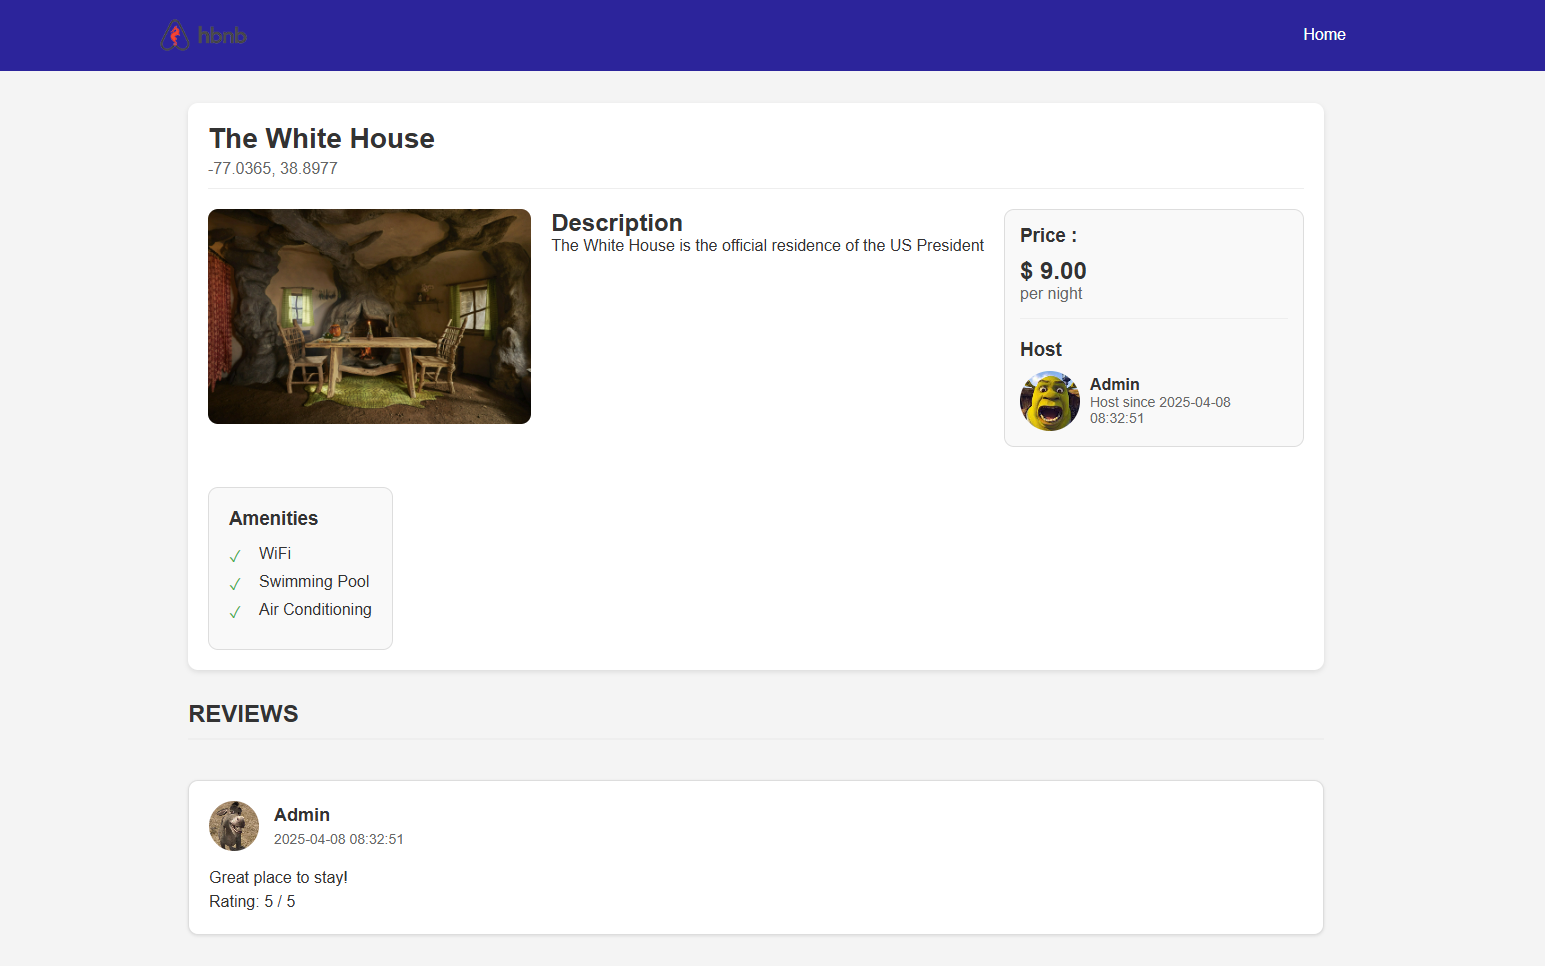 hbnb
Home
The White House
-77.0365, 38.8977
Description
The White House is the official residence of the US President
Price :
$ 9.00
per night
Host
Admin
Host since 2025-04-08
08:32:51
Amenities
WiFi
Swimming Pool
Air Conditioning
REVIEWS
Admin
2025-04-08 08:32:51
Great place to stay!
Rating: 5 / 5